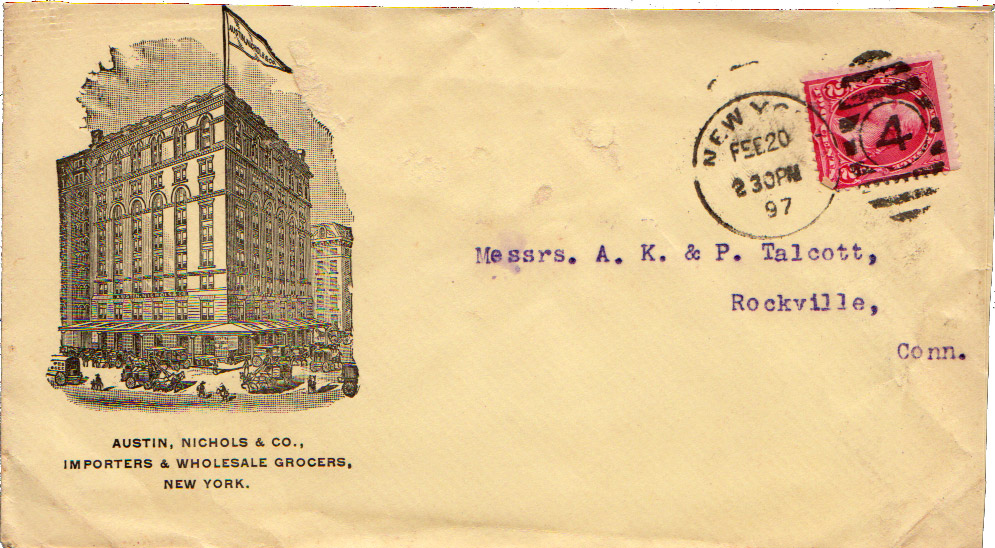 AUSTIN, NICHOLS & CO.,
IMPORTERS & WHOLESALE GROCERS,
NEW YORK.
NEW YO
FEB 20
2 30 PM
97
4
Messrs. A. K. & P. Talcott,
Rockville,
Conn.